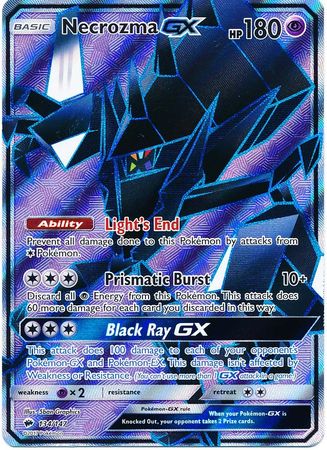 BASIC Necrozma GX HP 180
Ability Light's End
Prevent all damage done to this Pokémon by attacks
from Pokémon.
Prismatic Burst 10+
Discard all Energy from this Pokémon. This attack does
60 more damage for each card you discarded in this way.
Black Ray GX
This attack does 100 damage to each of your opponent's
Pokémon-GX and Pokémon-EX. This damage isn't affected by
Weakness or Resistance. (You can't use more than 1 GX attack in a game.)
weakness ×2 resistance retreat
Illus. 5ban Graphics
134/147
Pokémon-GX rule
When your Pokémon-GX is
Knocked Out, your opponent takes 2 Prize cards.